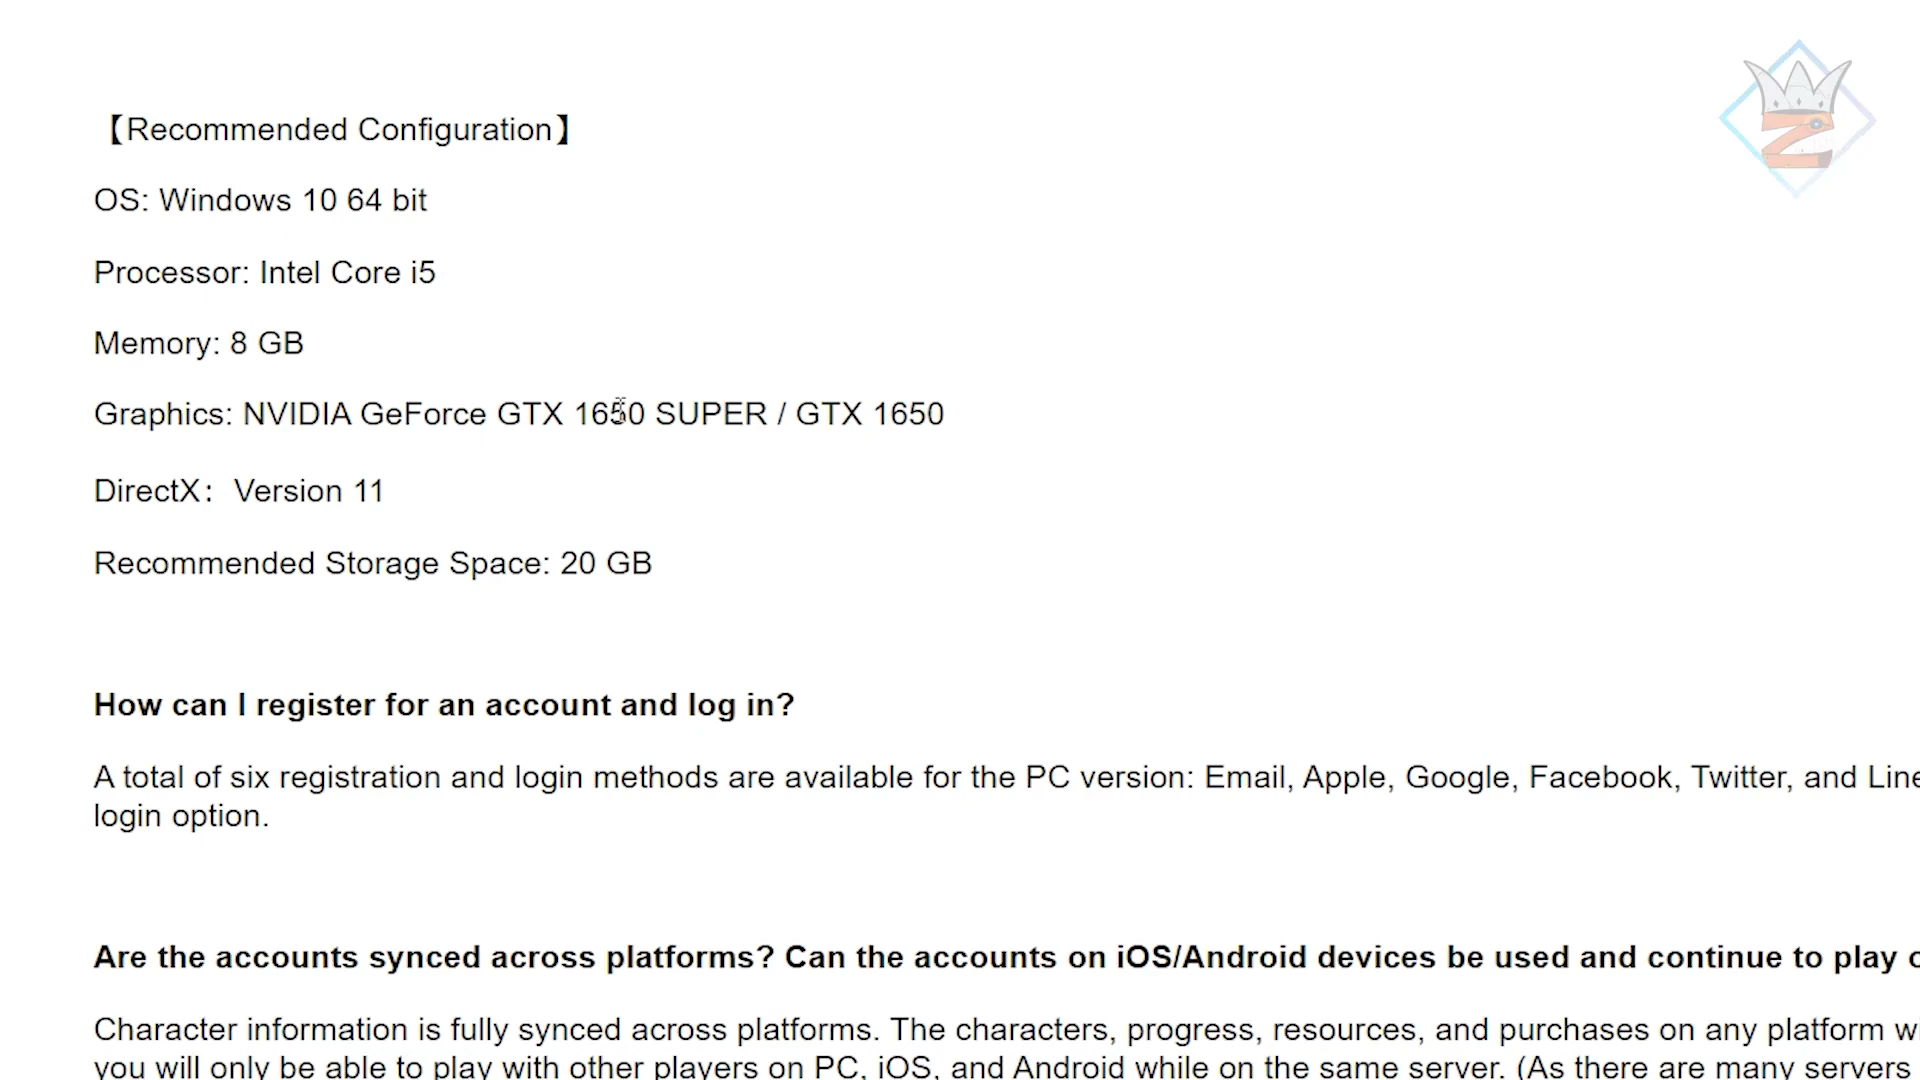 【Recommended Configuration】
OS: Windows 10 64 bit
Processor: Intel Core i5
Memory: 8 GB
Graphics: NVIDIA GeForce GTX 1650 SUPER / GTX 1650
DirectX： Version 11
Recommended Storage Space: 20 GB
How can I register for an account and log in?
A total of six registration and login methods are available for the PC version: Email, Apple, Google, Facebook, Twitter, and Line
login option.
Are the accounts synced across platforms? Can the accounts on iOS/Android devices be used and continue to play
Character information is fully synced across platforms. The characters, progress, resources, and purchases on any platform
you will only be able to play with other players on PC, iOS, and Android while on the same server. (As there are many servers